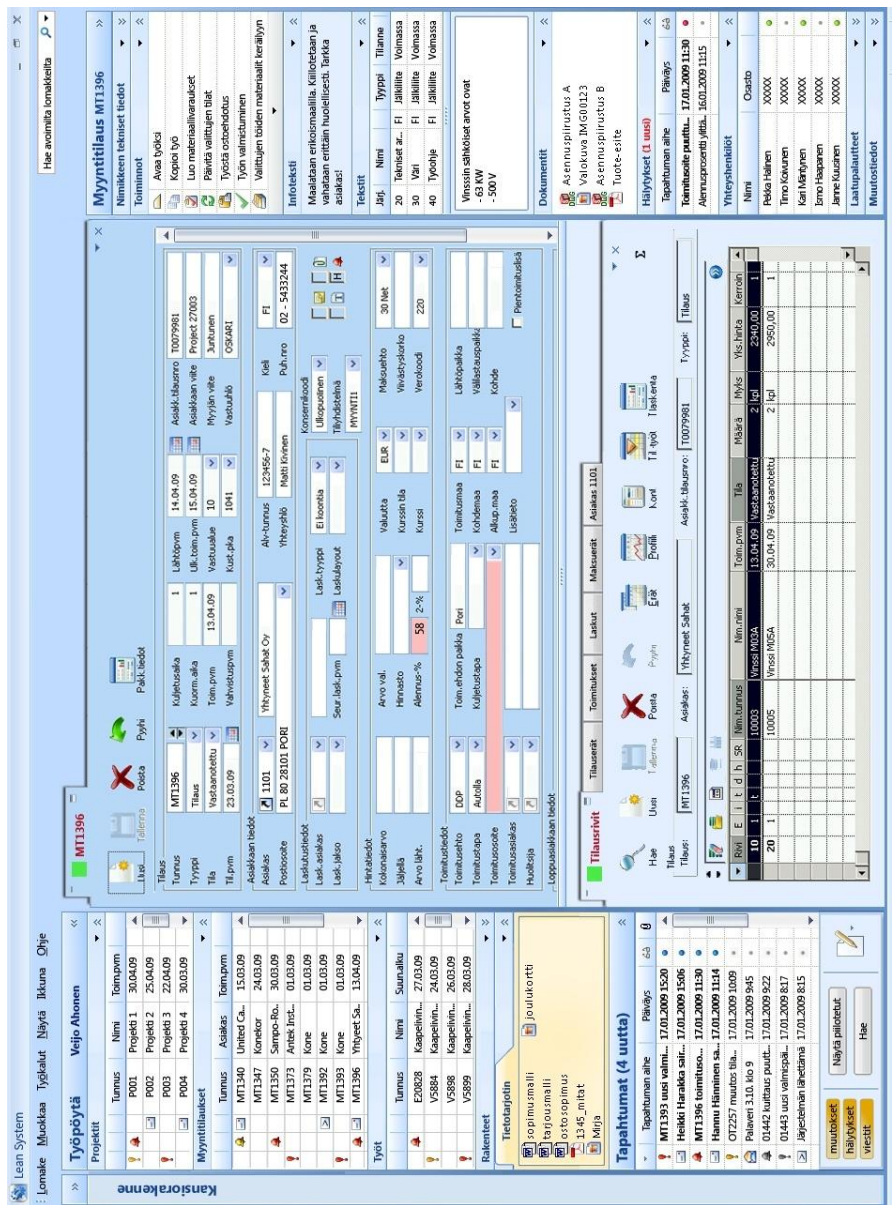 Lean System
Lomake Muokkaa Työkalut Näytä Ikkuna Ohje
Hae avoimilta lomakkeilta
Kansiorakenne
Työpöytä Veijo Ahonen
Projektit
Tunnus Nimi Toim.pvm
P001 Projekti 1 30.04.09
P002 Projekti 2 25.04.09
P003 Projekti 3 22.04.09
P004 Projekti 4 30.03.09
Myyntitilaukset
Tunnus Asiakas Toim.pvm
MT1340 United Ca... 15.03.09
MT1347 Konekor 24.03.09
MT1350 Sampo-Ro... 30.03.09
MT1373 Antek Inst... 01.03.09
MT1379 Kone 01.03.09
MT1392 Kone 01.03.09
MT1393 Kone 01.03.09
MT1396 Yhtyeet Sa... 13.04.09
Työt
Tunnus Nimi Suun.alku
E20828 Kaapelivin... 27.03.09
V5884 Kaapelivin... 24.03.09
V5898 Kaapelivin... 26.03.09
V5899 Kaapelivin... 28.03.09
Rakenteet
Tietotarjotin
sopimusmalli
tarjousmalli
ostosopimus
1345_mitat
Mirja
joulukortti
Tapahtumat (4 uutta)
Tapahtuman aihe Päiväys
MT1393 uusi valmi... 17.01.2009 15:20
Heikki Harakka sair... 17.01.2009 15:06
MT1396 toimituso... 17.01.2009 11:30
Hannu Hänninen sa... 17.01.2009 11:14
OT2257 muutos tila... 17.01.2009 10:09
Palaveri 3.10. klo 9 17.01.2009 9:45
01442 kuittaus puutt... 17.01.2009 9:22
01443 uusi valmispäi... 17.01.2009 8:17
Järjestelmän lähettämä 17.01.2009 8:15
muutokset
hälytykset
viestit
Näytä piilotetut
Hae
MT1396
Uusi Tallenna Poista Pyyhi Pakk.tiedot
Tilaus
Tunnus MT1396 Kuljetusaika 1 Lähtöpvm 14.04.09 Asiakk.tilausnro T0079981
Tyyppi Tilaus Kuorm.aika 1 Ulk.toim.pvm 15.04.09 Asiakkaan viite Project 27003
Tila Vastaanotettu Toim.pvm 13.04.09 Vastuualue 10 Myyjän viite Juntunen
Til.pvm 23.03.09 Vahvistuspvm Kust.pka 1041 Vastuuhlö OSKARI
Asiakkaan tiedot
Asiakas 1101 Yhtyneet Sahat Oy Alv-tunnus 123456-7 Kieli FI
Postiosoite PL 80 28101 PORI Yhteyshlö Matti Kivinen Puh.nro 02 - 5433244
Laskutustiedot
Lask.asiakas Lask.tyyppi Ei koontia
Lask.jakso Seur.lask.pvm Laskulayout
Konsernikoodi
Ulkopuolinen
Tiliyhdistelmä
MYYNTI1
H
Hintatiedot
Kokonaisarvo Arvo val. Valuutta EUR Maksuehto 30 Net
Jäljellä Hinnasto Kurssin tila Viivästyskorko
Arvo läht. Alennus-% 58 2-% Kurssi Verokoodi 220
Toimitustiedot
Toimitusehto DDP Toim.ehdon paikka Pori Toimitusmaa FI Lähtöpaikka
Toimitustapa Autolla Kuljetustapa Kohdemaa FI Välilastauspaikka
Toimitusosoite Alkup.maa FI Kohde
Toimitusasiakas Lisätieto
Huolitsija Pientoimituslisä
Loppuasiakkaan tiedot
Tilausrivit Tilauserät Toimitukset Laskut Maksuerät Asiakas 1101
Hae Uusi Tallenna Poista Pyyhi Erät Profiili Konf. Til.työt Tilaskenta Σ
Tilaus
Tilaus: MT1396 Asiakas: Yhtyneet Sahat Asiakk.tilausnro: T0079981 Tyyppi: Tilaus
Rivi E i t d h SR Nim.tunnus Nim.nimi Toim.pvm Tila Määrä Myks Yks.hinta Kerroin
10 1 t 10003 Vinssi M03A 13.04.09 Vastaanotettu 2 kpl 2340,00 1
20 1 10005 Vinssi M05A 30.04.09 Vastaanotettu 2 kpl 2950,00 1
Myyntitilaus MT1396
Nimikkeen tekniset tiedot
Toiminnot
Avaa työksi
Kopioi työ
Luo materiaalivaraukset
Päivitä valittujen tilat
Työstä ostoehdotus
Työn valmistuminen
Valittujen töiden materiaalit keräilyyn
Infoteksti
Maalataan erikoismaalilla. Kiillotetaan ja
vahataan erittäin huolellisesti. Tarkka
asiakas!
Tekstit
Järj. Nimi Tyyppi Tilanne
20 Tekniset ar... FI Jälkiliite Voimassa
30 Väri FI Jälkiliite Voimassa
40 Työohje FI Jälkiliite Voimassa
Vinssin sähköiset arvot ovat
- 63 KW
- 500 V
Dokumentit
Asennuspiirustus A
Valokuva IMG00123
Asennuspiirustus B
Tuote-esite
Hälytykset (1 uusi)
Tapahtuman aihe Päiväys
Toimitusoite puuttu... 17.01.2009 11:30
Alennusprosentti ylittä... 16.01.2009 11:15
Yhteyshenkilöt
Nimi Osasto
Pekka Halinen XXXXX
Timo Koivunen XXXXX
Kari Mäntynen XXXXX
Ismo Haapanen XXXXX
Janne Kuusinen XXXXX
Laatupalautteet
Muutostiedot